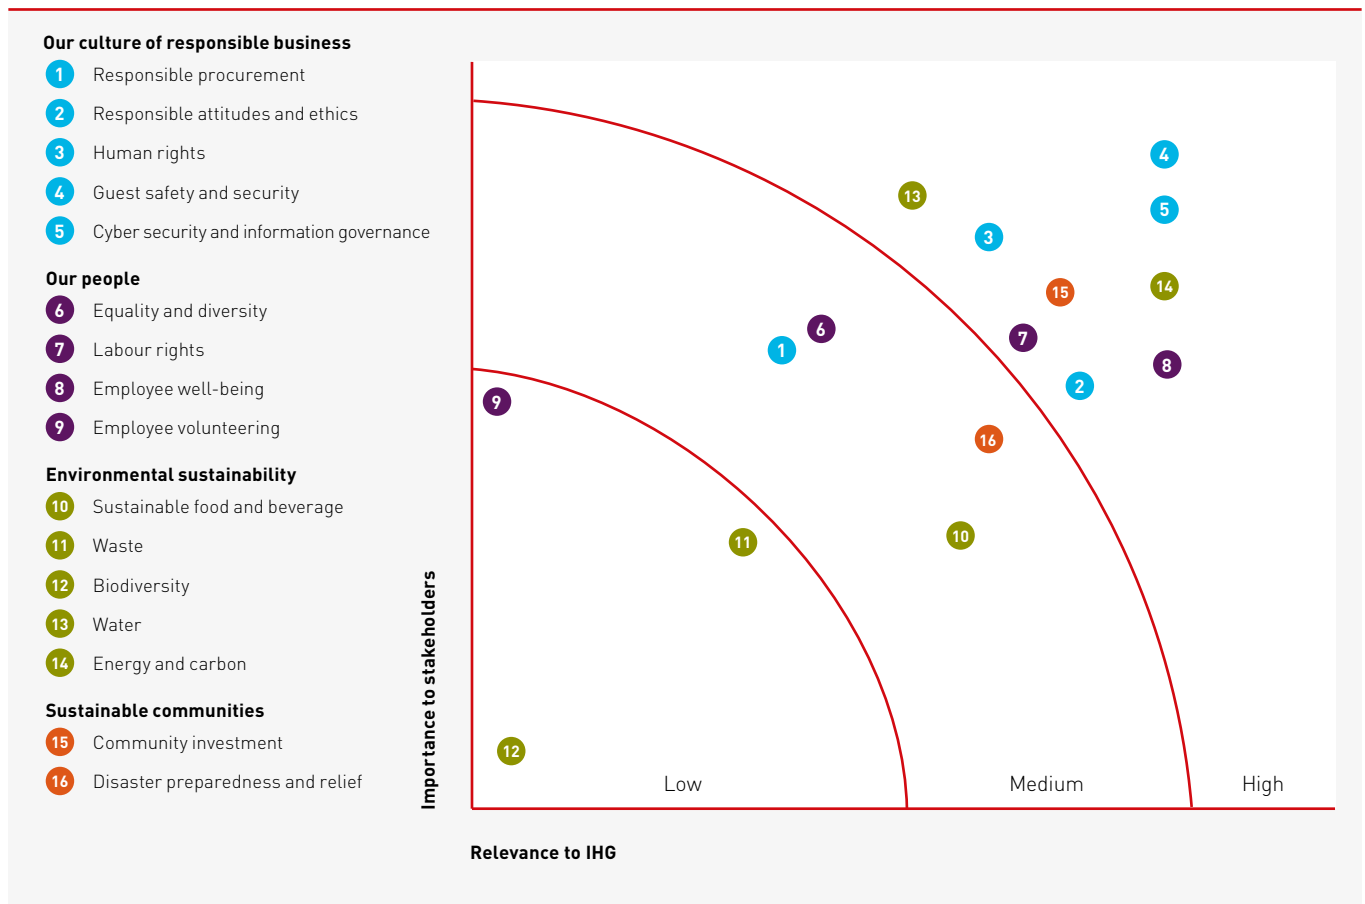 Our culture of responsible business
1 Responsible procurement
2 Responsible attitudes and ethics
3 Human rights
4 Guest safety and security
5 Cyber security and information governance
Our people
6 Equality and diversity
7 Labour rights
8 Employee well-being
9 Employee volunteering
Environmental sustainability
10 Sustainable food and beverage
11 Waste
12 Biodiversity
13 Water
14 Energy and carbon
Sustainable communities
15 Community investment
16 Disaster preparedness and relief
Importance to stakeholders
4
13
5
3
14
15
6
7
1
8
2
9
16
10
11
12
Low
Medium
High
Relevance to IHG